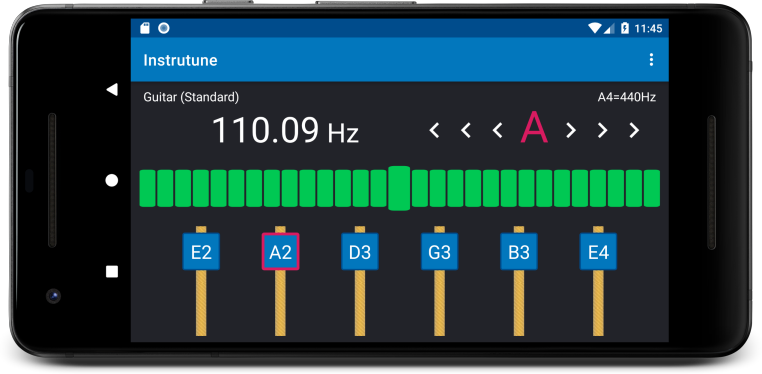 11:45
Instrutune
Guitar (Standard) A4=440Hz
110.09 Hz < < < A > > >
E2 A2 D3 G3 B3 E4